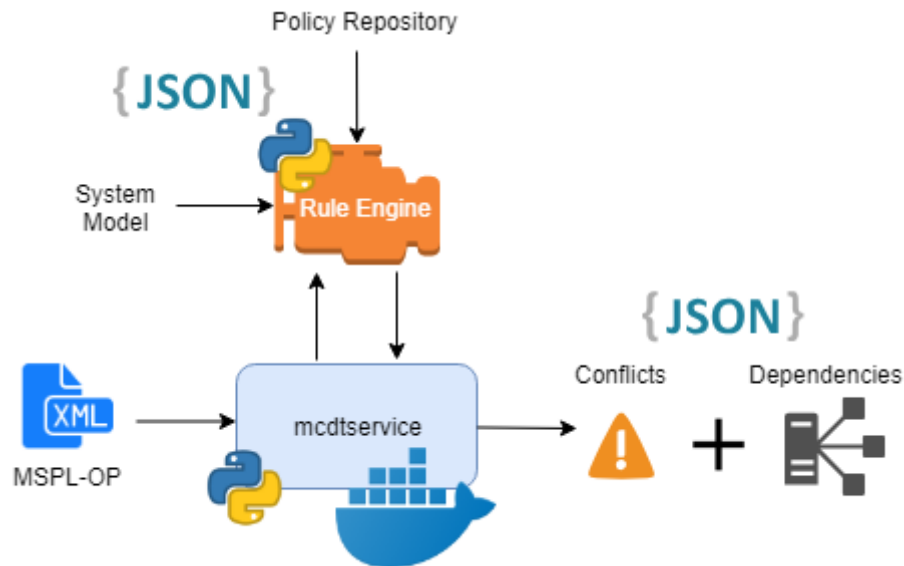 Policy Repository
{JSON}
System
Model
Rule Engine
{JSON}
Conflicts
Dependencies
XML
mcdtservice
MSPL-OP